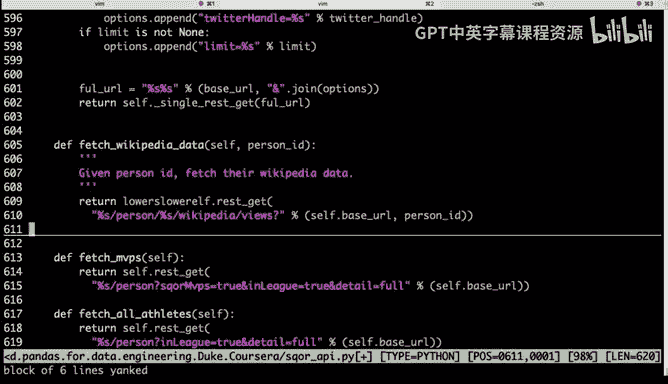 vim vim vim -zsh ⌘3
596 options.append("twitterHandle=%s" % twitter_handle)
597 if limit is not None:
598 options.append("limit=%s" % limit)
GPT中英字幕课程资源 bilibili
599
600
601 ful_url = "%s%s" % (base_url, "&".join(options))
602 return self._single_rest_get(ful_url)
603
604
605 def fetch_wikipedia_data(self, person_id):
606 '''
607 Given person id, fetch their wikipedia data.
608 '''
609 return lowerslowerelf.rest_get(
610 "%s/person/%s/wikipedia/views?" % (self.base_url, person_id))
611
612
613 def fetch_mvps(self):
614 return self.rest_get(
615 "%s/person?sqorMvps=true&inLeague=true&detail=full" % (self.base_url))
616
617 def fetch_all_athletes(self):
618 return self.rest_get(
619 "%s/person?inLeague=true&detail=full" % (self.base_url))
<d.pandas.for.data.engineering.Duke.Coursera/sqor_api.py[+] [TYPE=PYTHON] [POS=0611,0001] [98%] [LEN=620]
block of 6 lines yanked